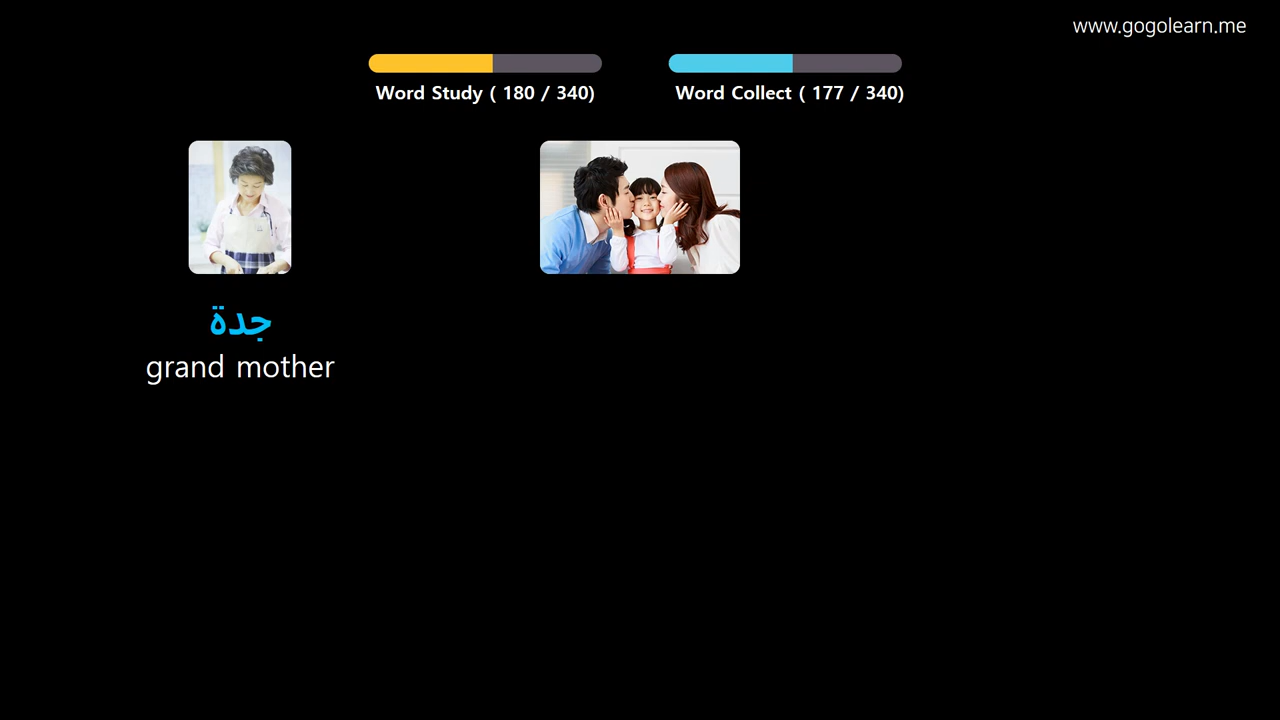 www.gogolearn.me
Word Study ( 180 / 340)
Word Collect ( 177 / 340)
جدة
grand mother